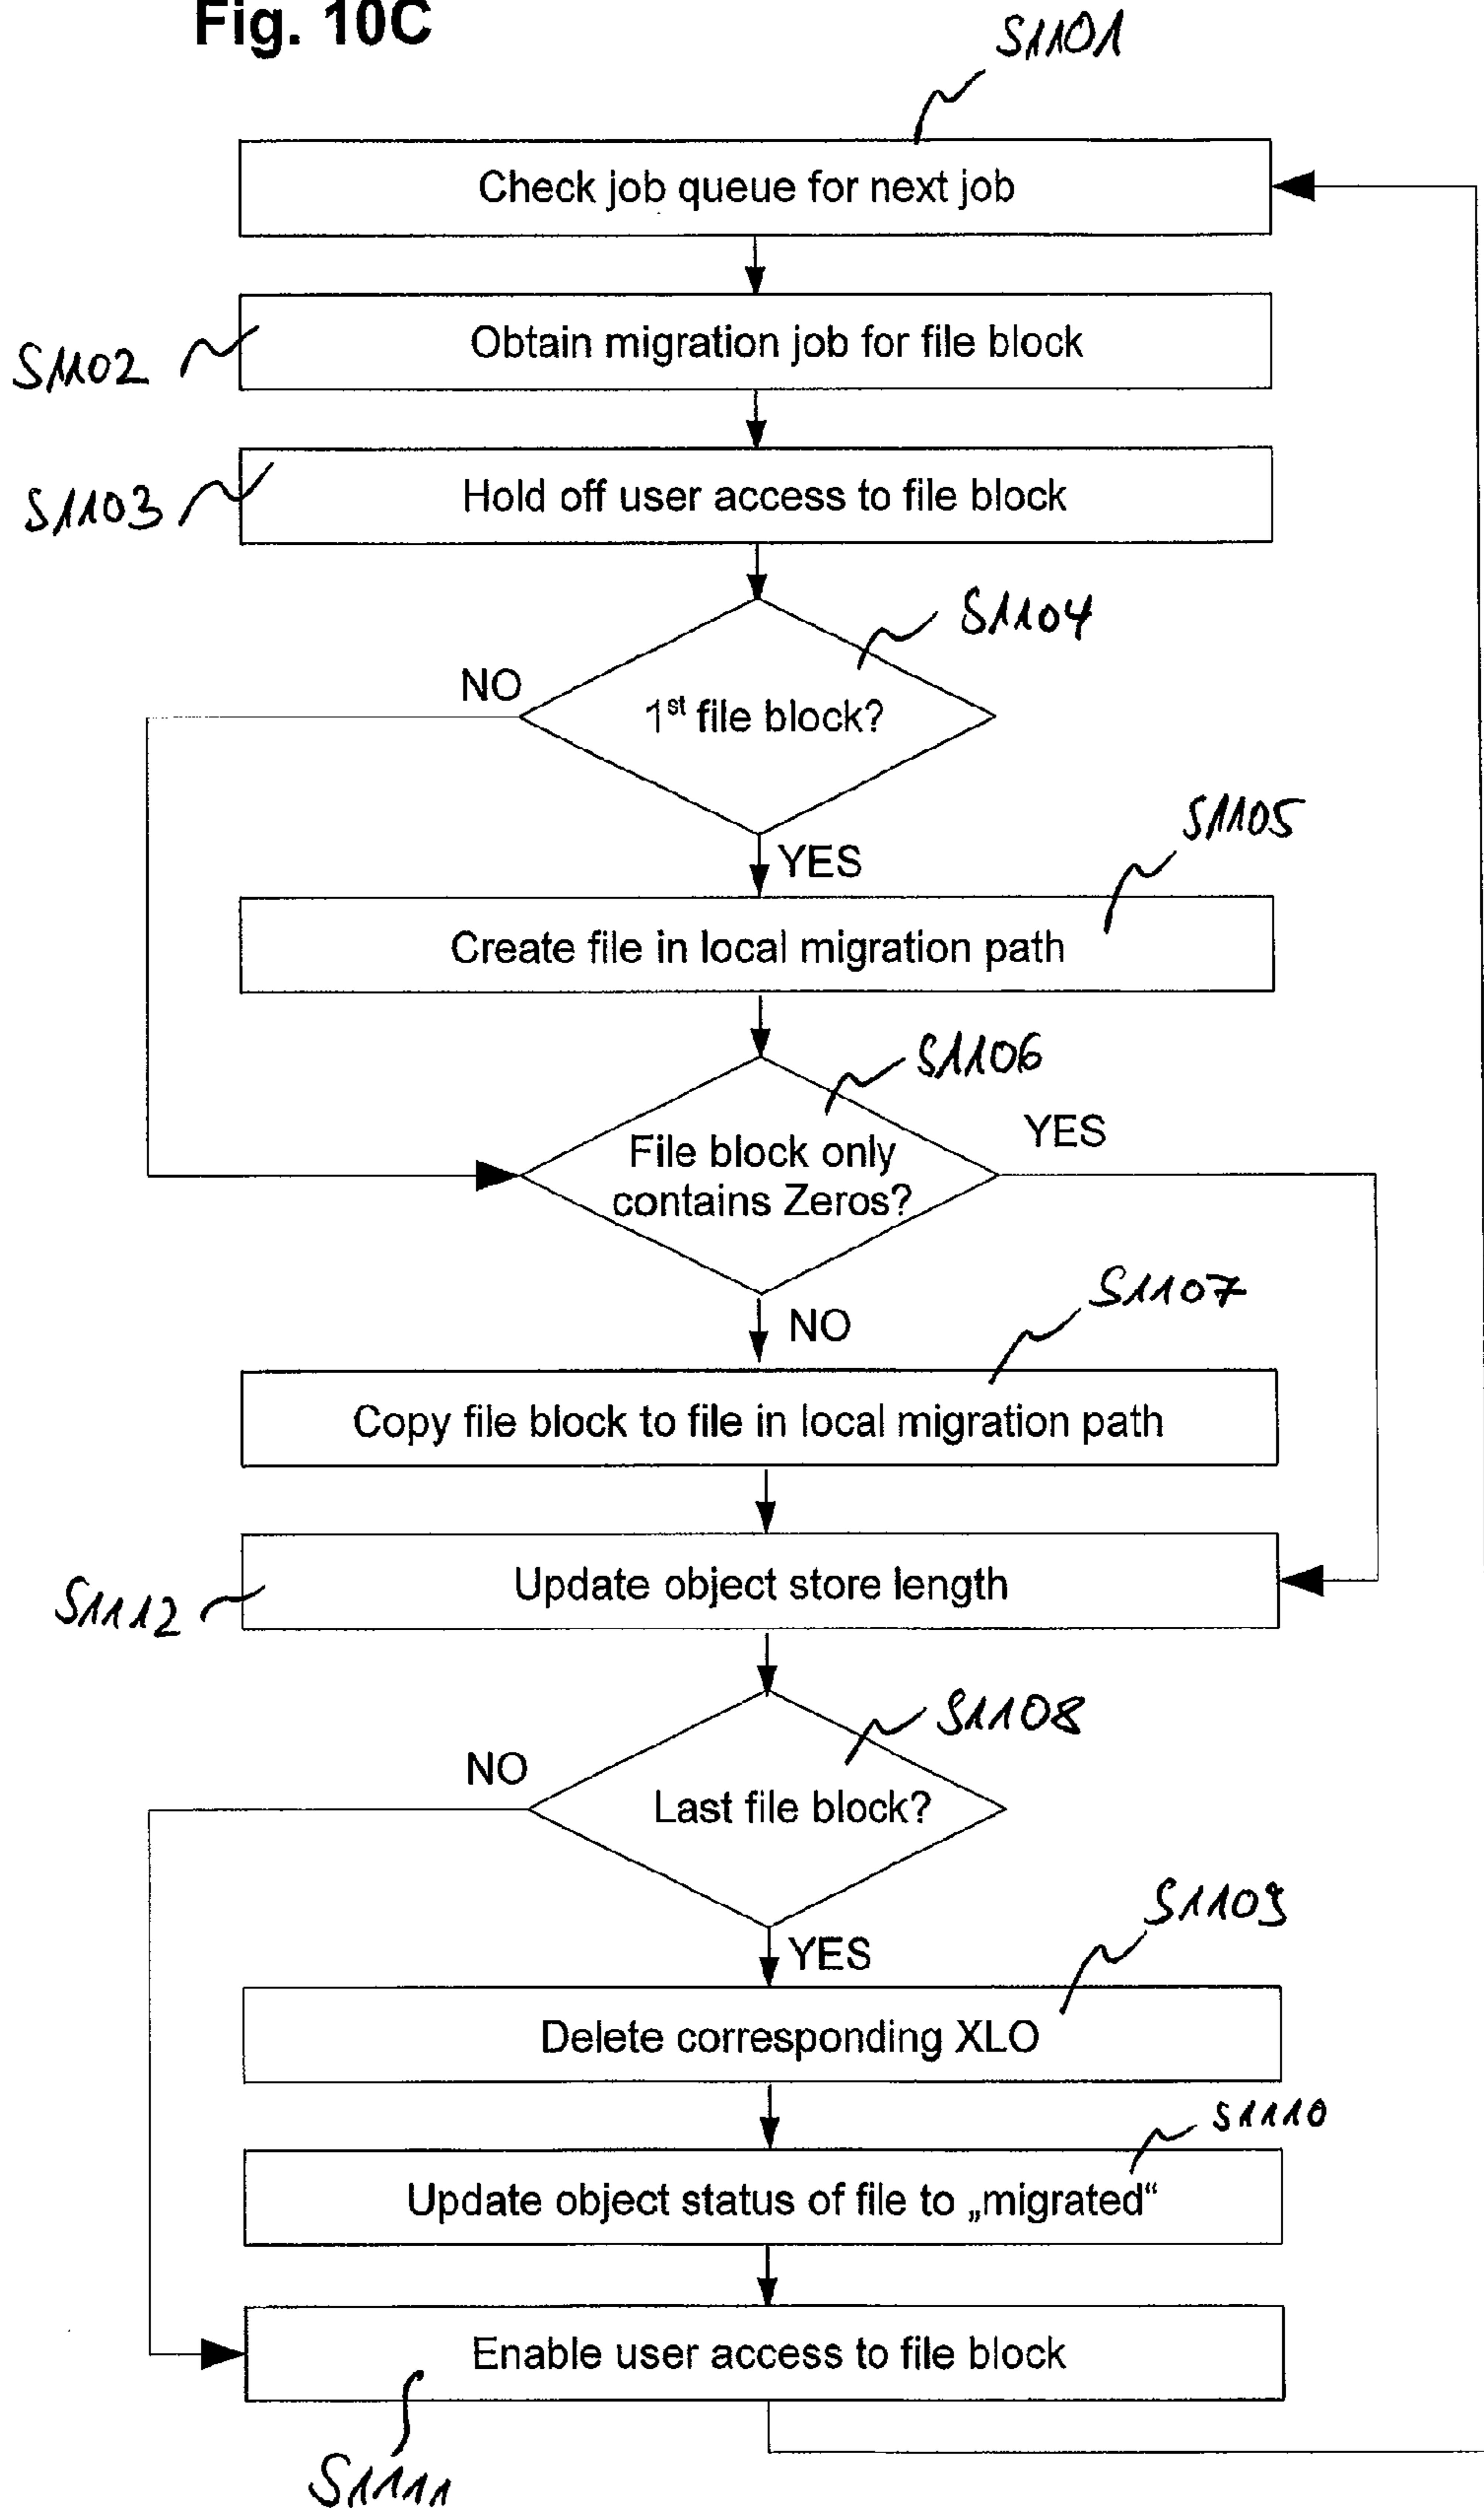 Fig. 10C
S1101
Check job queue for next job
S1102
Obtain migration job for file block
S1103
Hold off user access to file block
S1104
NO
1st file block?
YES
S1105
Create file in local migration path
S1106
File block only
contains Zeros?
YES
NO
S1107
Copy file block to file in local migration path
S1112
Update object store length
S1108
NO
Last file block?
YES
S1109
Delete corresponding XLO
S1110
Update object status of file to „migrated“
Enable user access to file block
S1111